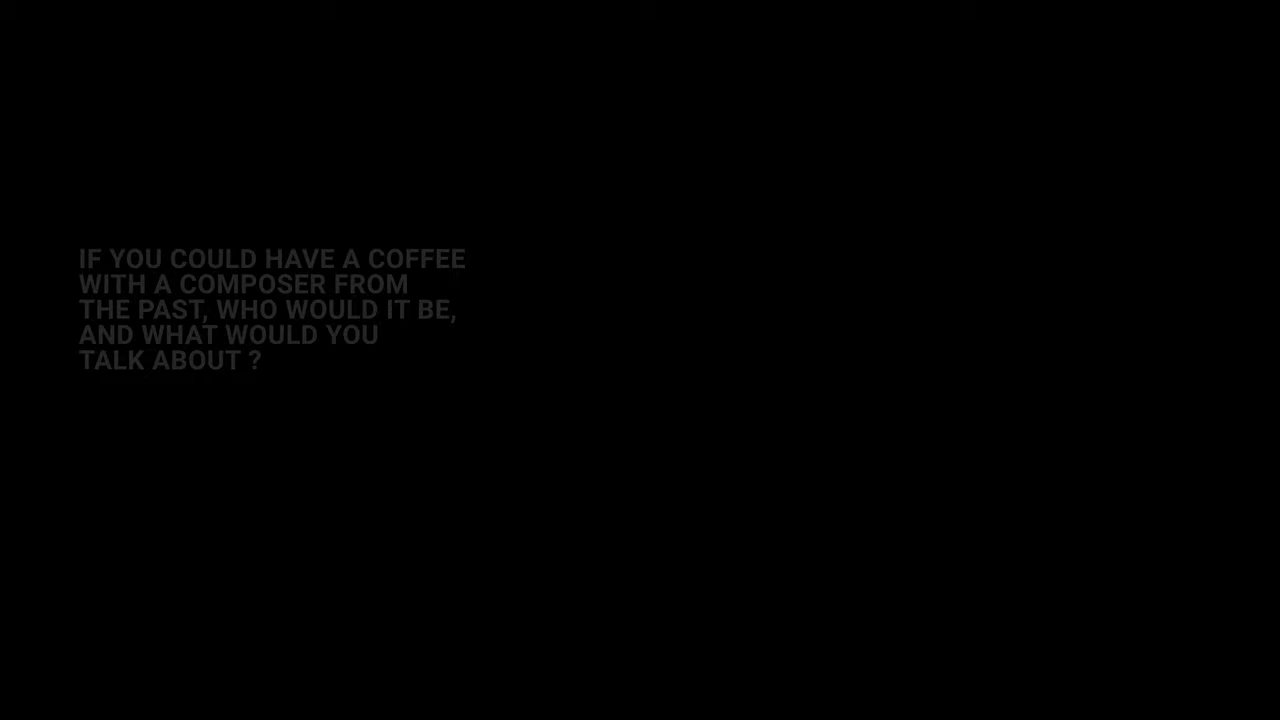 IF YOU COULD HAVE A COFFEE
WITH A COMPOSER FROM
THE PAST, WHO WOULD IT BE,
AND WHAT WOULD YOU
TALK ABOUT ?